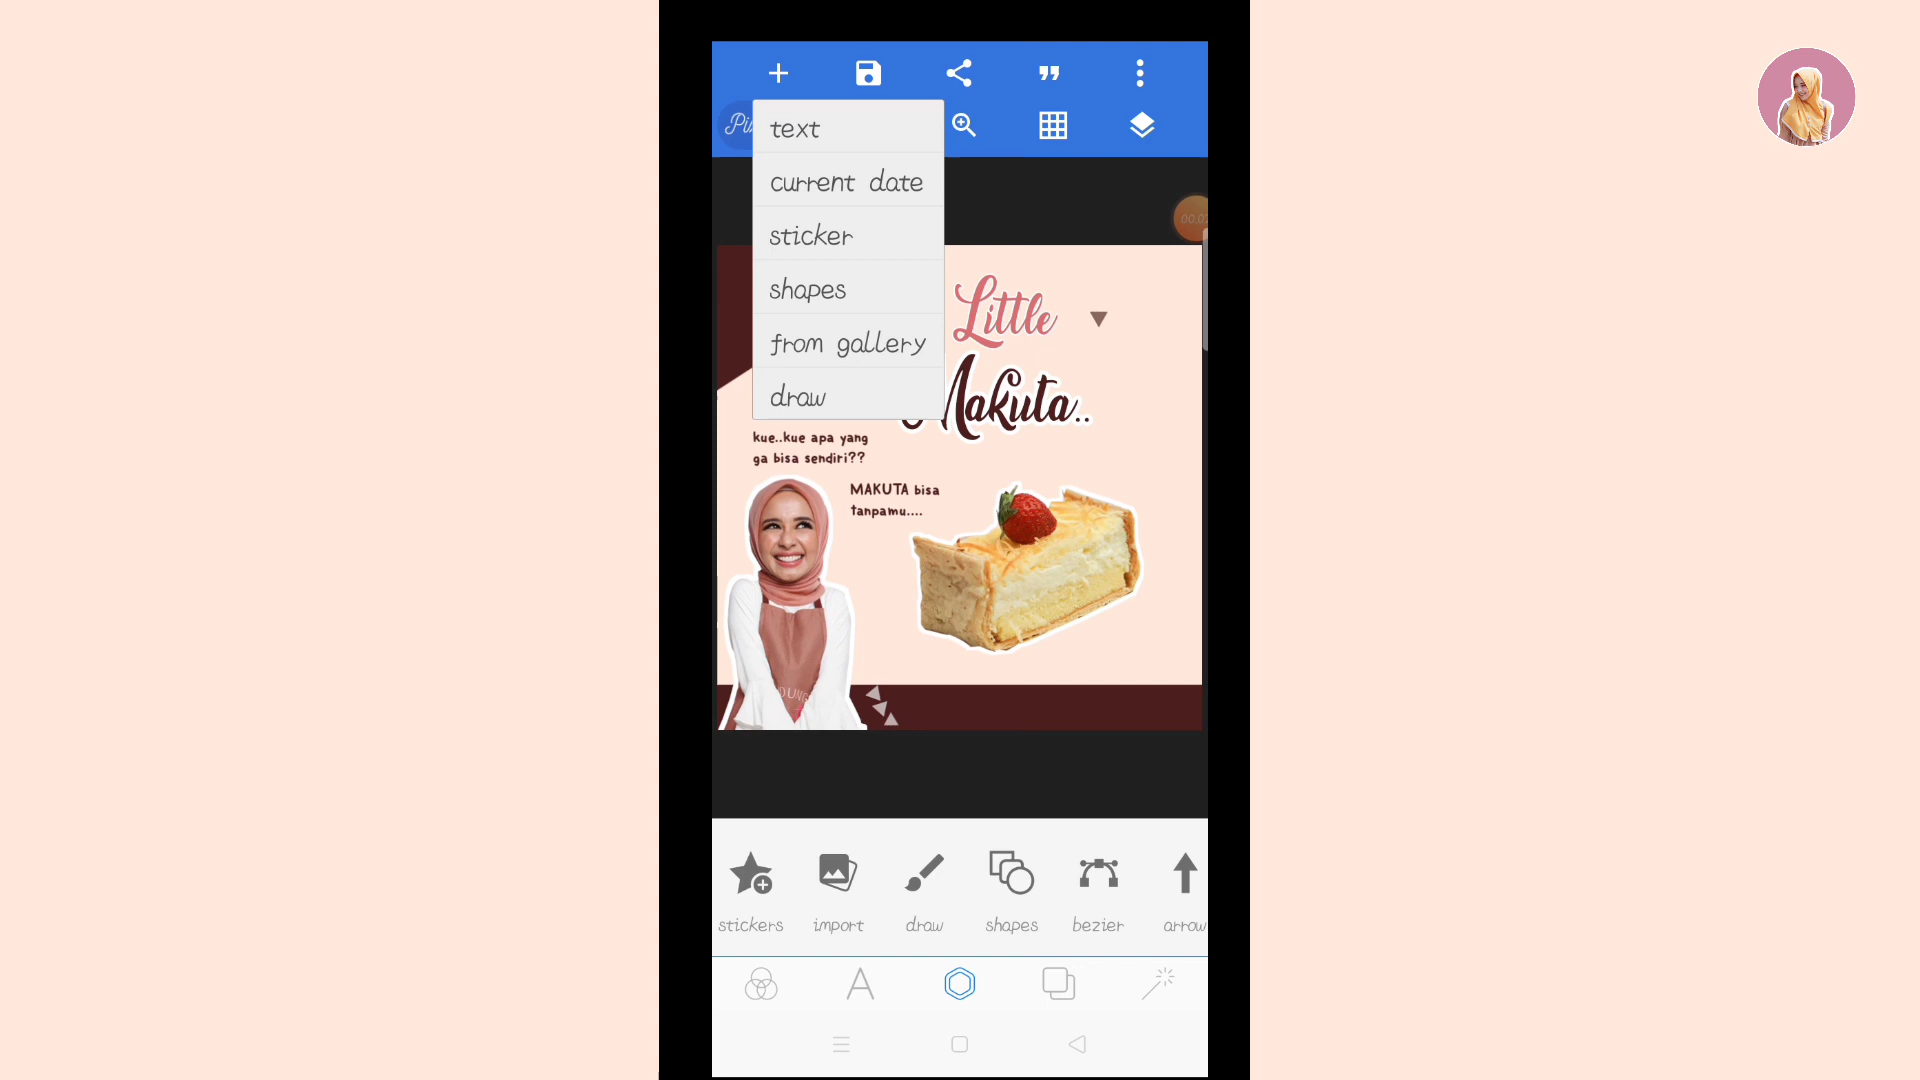 text
current date
sticker
shapes
from gallery
draw
Little
Makuta..
kue..kue apa yang
ga bisa sendiri??
MAKUTA bisa
tanpamu....
stickers
import
draw
shapes
bezier
arrow
A